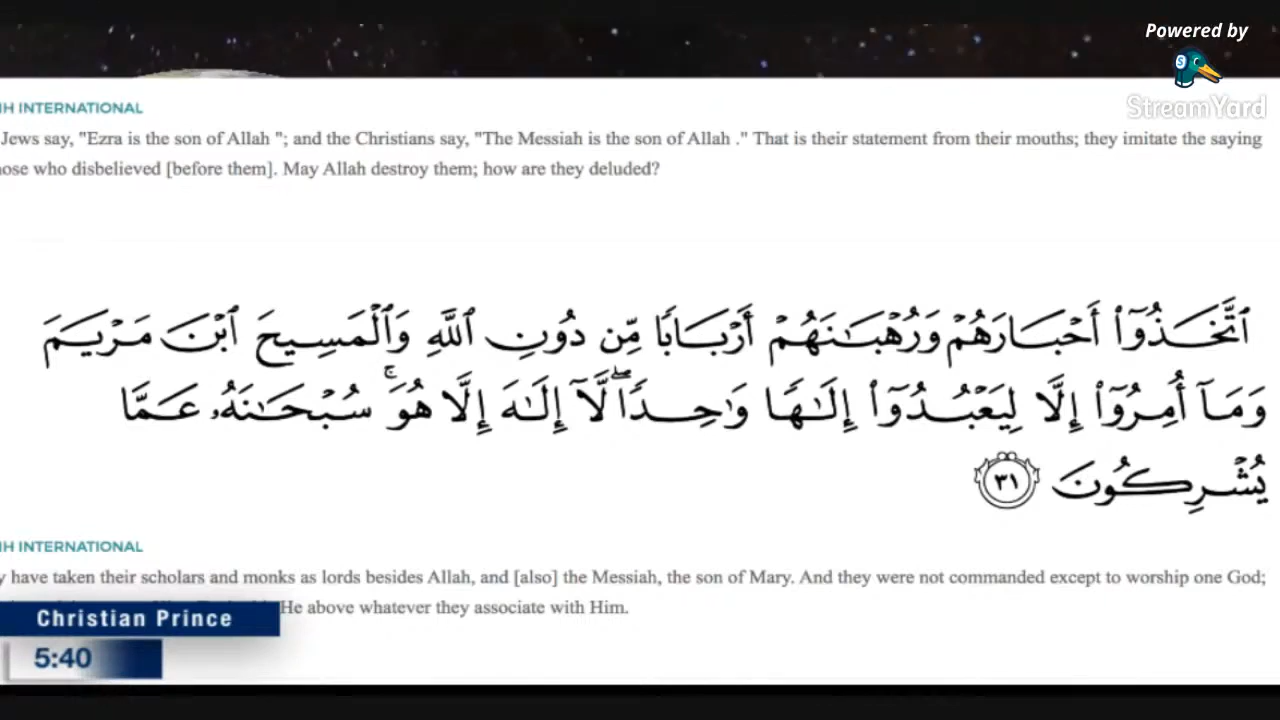 Powered by
StreamYard
IH INTERNATIONAL
Jews say, "Ezra is the son of Allah "; and the Christians say, "The Messiah is the son of Allah ." That is their statement from their mouths; they imitate the saying
who disbelieved [before them]. May Allah destroy them; how are they deluded?
ٱتَّخَذُوٓا۟ أَحْبَارَهُمْ وَرُهْبَـٰنَهُمْ أَرْبَابًا مِّن دُونِ ٱللَّهِ وَٱلْمَسِيحَ ٱبْنَ مَرْيَمَ
وَمَآ أُمِرُوٓا۟ إِلَّا لِيَعْبُدُوٓا۟ إِلَـٰهًا وَٰحِدًا ۖ لَّآ إِلَـٰهَ إِلَّا هُوَ ۚ سُبْحَـٰنَهُۥ عَمَّا
يُشْرِكُونَ ٣١
IH INTERNATIONAL
have taken their scholars and monks as lords besides Allah, and [also] the Messiah, the son of Mary. And they were not commanded except to worship one God;
He above whatever they associate with Him.
Christian Prince
5:40